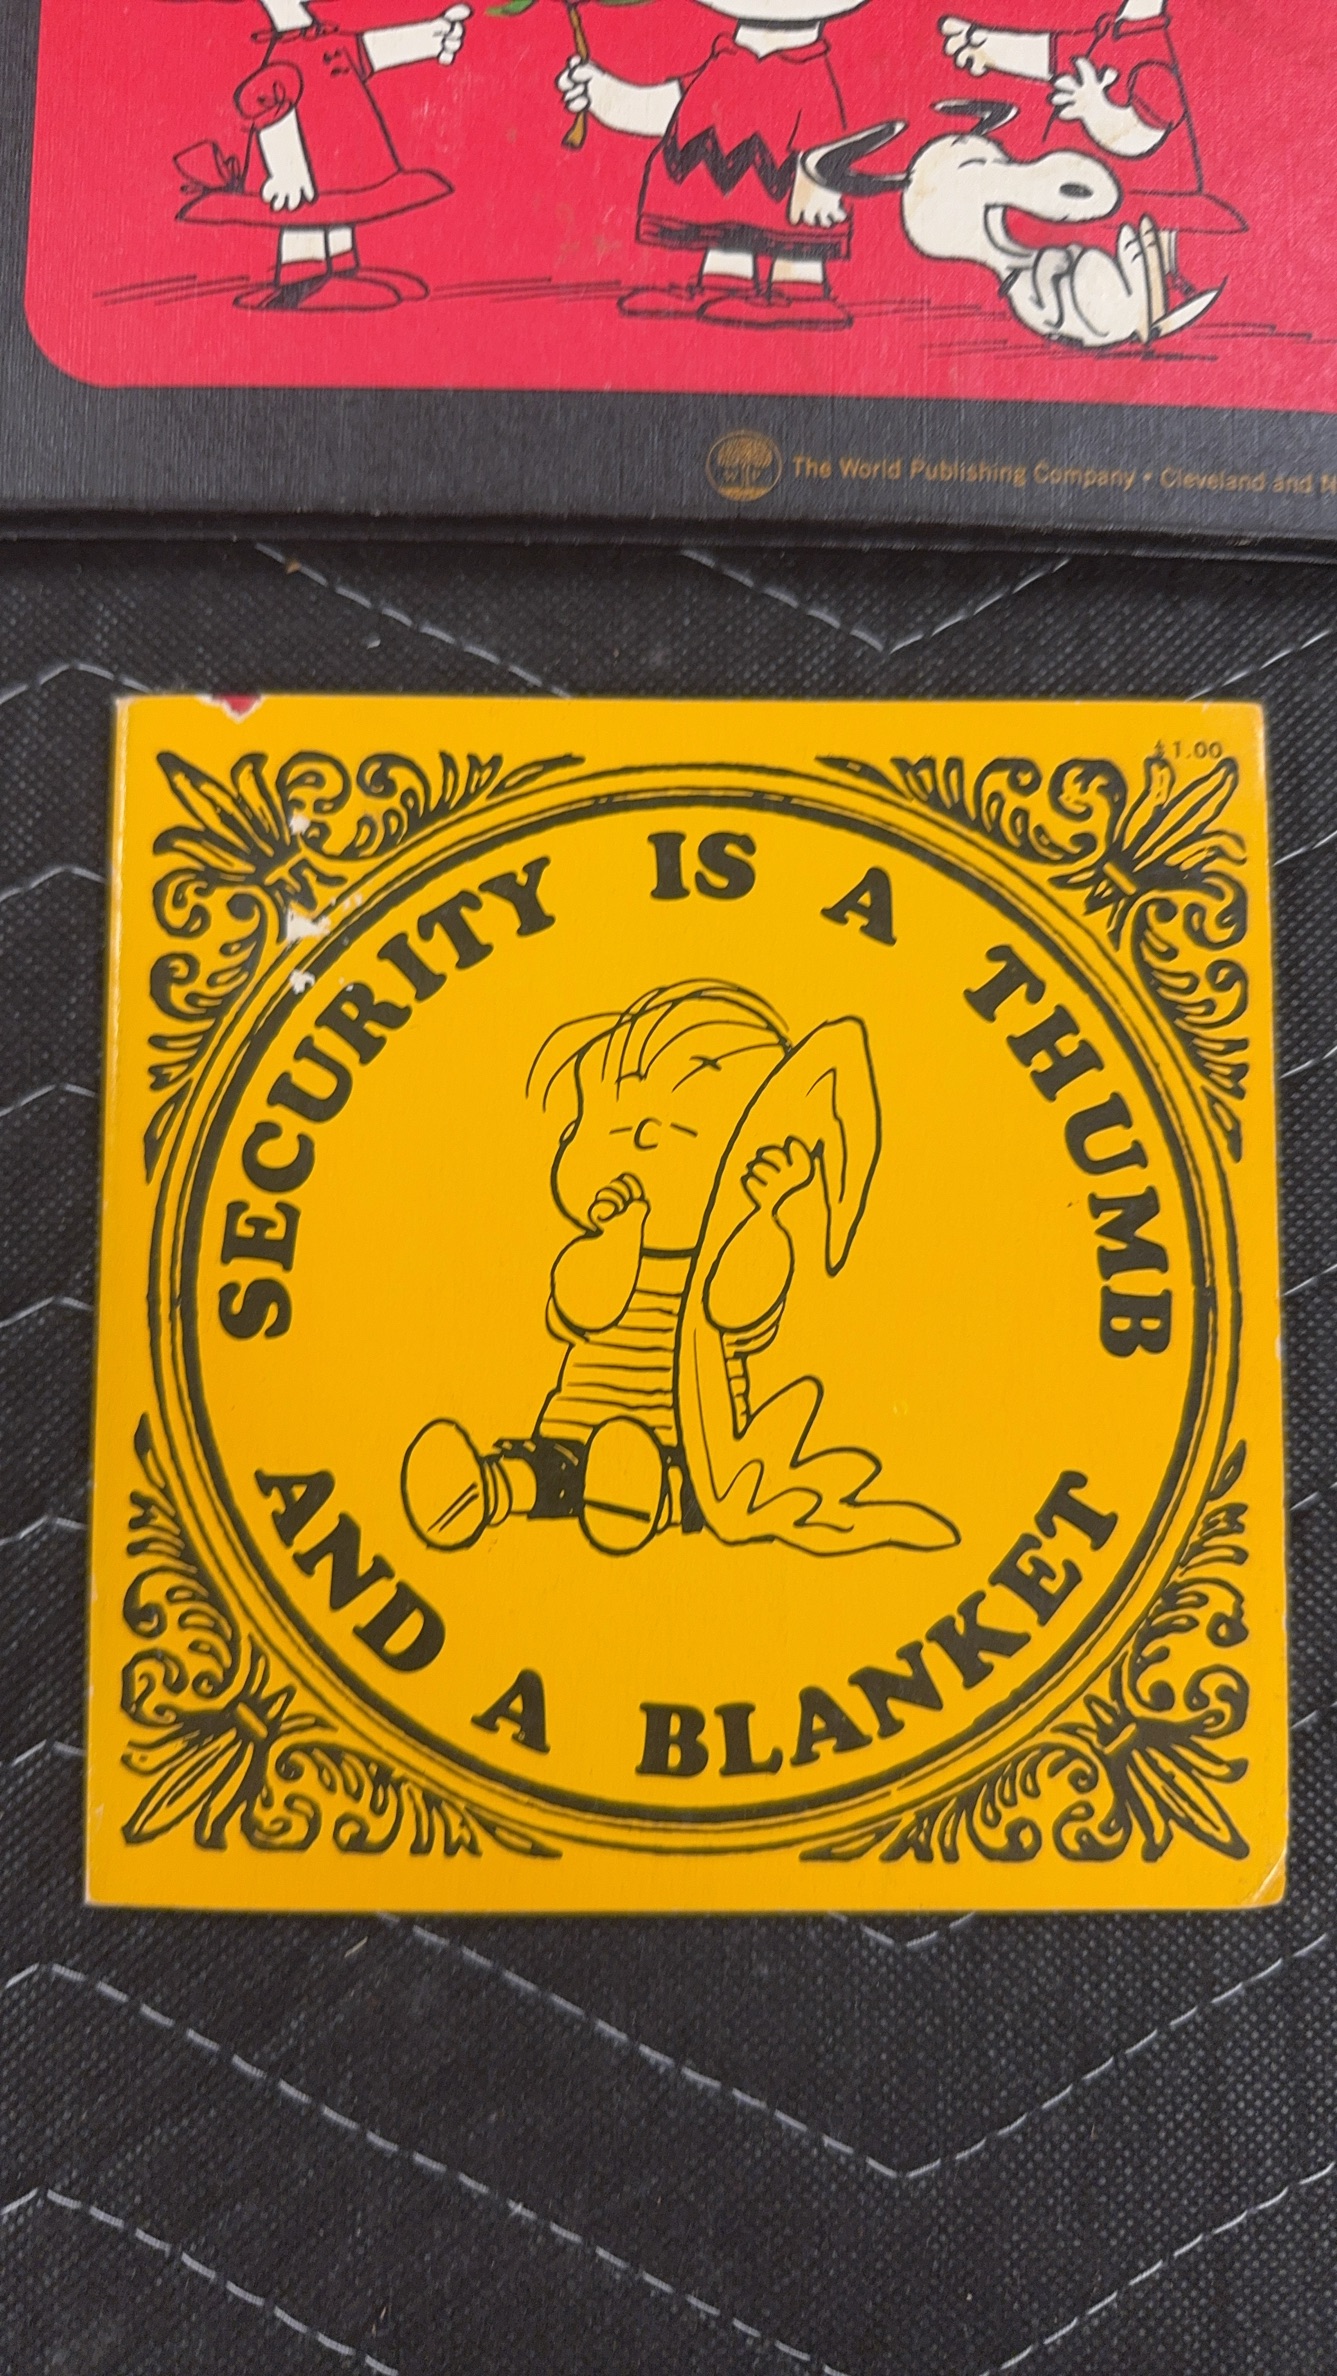 The World Publishing Company • Cleveland and N
$1.00
SECURITY IS A THUMB
AND A BLANKET